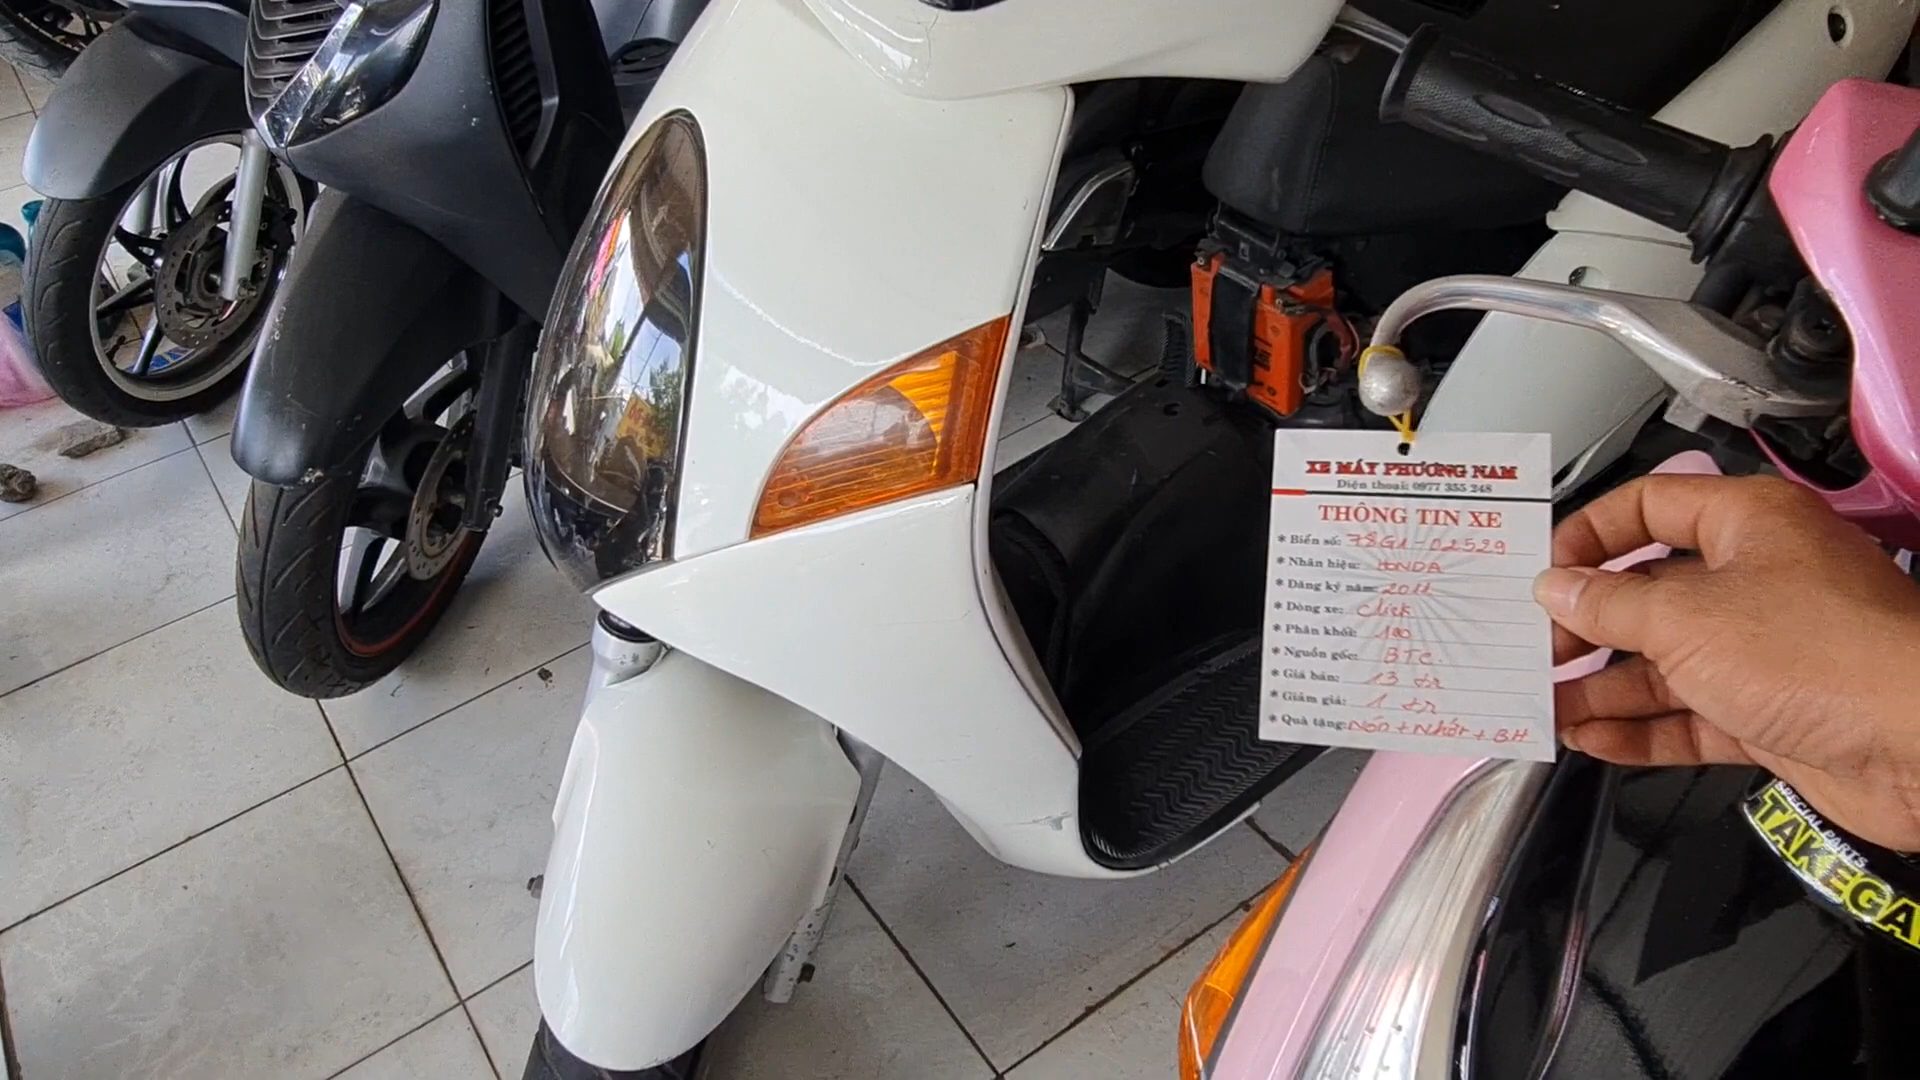 XE MÁY PHƯƠNG NAM
Điện thoại: 0977 355 248
THÔNG TIN XE
* Biển số: 78G1-02529
* Nhãn hiệu: HONDA
* Đăng ký năm: 2011
* Dòng xe: Click
* Phân khối: 100
* Nguồn gốc: BTC.
* Giá bán: 13 tr
* Giảm giá: 1 tr
* Quà tặng: NÓN + NHỚT + BH
SPECIAL PARTS
TAKEGA